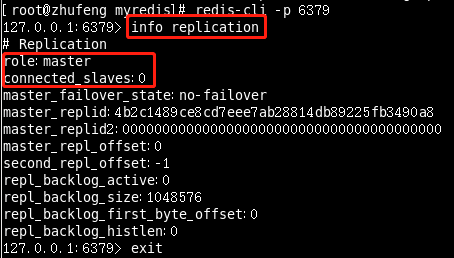 [root@zhufeng myredis]# redis-cli -p 6379
127.0.0.1:6379> info replication
# Replication
role:master
connected_slaves:0
master_failover_state:no-failover
master_replid:4b2c1489ce8cd7eee7ab28814db89225fb3490a8
master_replid2:0000000000000000000000000000000000000000
master_repl_offset:0
second_repl_offset:-1
repl_backlog_active:0
repl_backlog_size:1048576
repl_backlog_first_byte_offset:0
repl_backlog_histlen:0
127.0.0.1:6379> exit